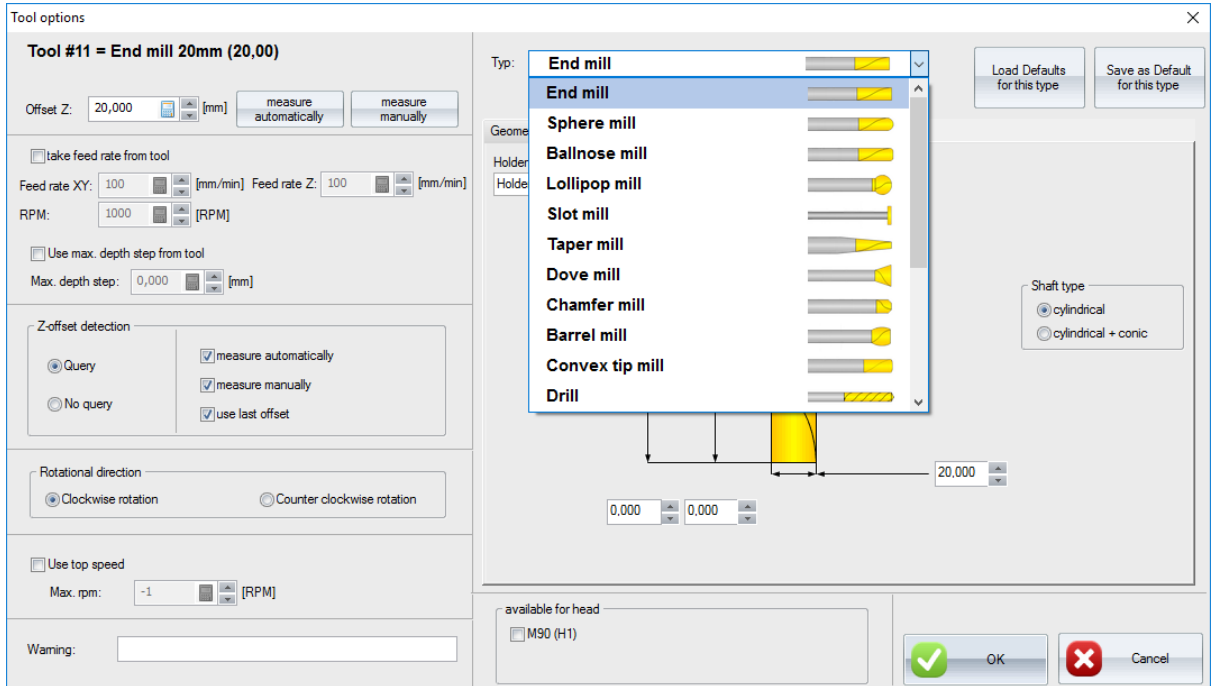 Tool options
Tool #11 = End mill 20mm (20,00)
Offset Z: 20,000 [mm] measure automatically measure manually
take feed rate from tool
Feed rate XY: 100 [mm/min] Feed rate Z: 100 [mm/min]
RPM: 1000 [RPM]
Use max. depth step from tool
Max. depth step: 0,000 [mm]
Z-offset detection
Query
No query
measure automatically
measure manually
use last offset
Rotational direction
Clockwise rotation Counter clockwise rotation
Use top speed
Max. rpm: -1 [RPM]
Warning:
Typ: End mill
Load Defaults
for this type
Save as Default
for this type
End mill
Sphere mill
Ballnose mill
Lollipop mill
Slot mill
Taper mill
Dove mill
Chamfer mill
Barrel mill
Convex tip mill
Drill
Geome
Holder
Holde
Shaft type
cylindrical
cylindrical + conic
20,000
0,000 0,000
available for head
M90 (H1)
OK Cancel